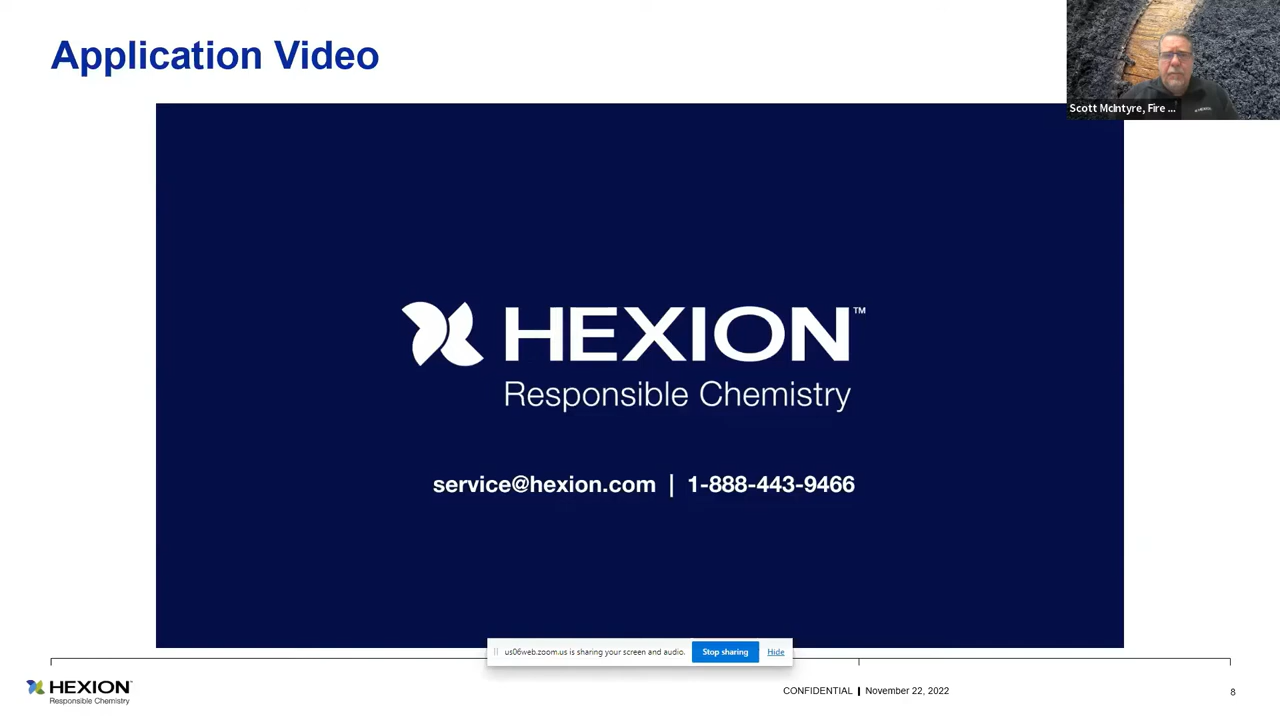 Application Video
Scott McIntyre, Fire ...
HEXION™
Responsible Chemistry
service@hexion.com | 1-888-443-9466
us06web.zoom.us is sharing your screen and audio.
Stop sharing
Hide
HEXION™
Responsible Chemistry
CONFIDENTIAL | November 22, 2022
8